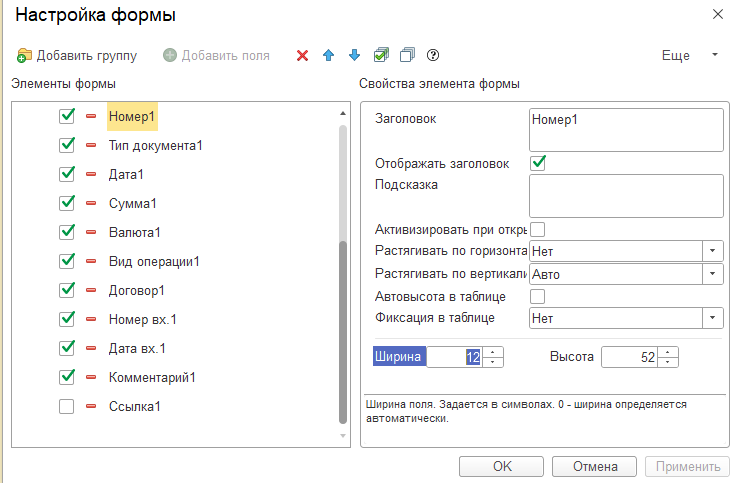 Настройка формы
Добавить группу
Добавить поля
Еще
Элементы формы
Свойства элемента формы
Номер1
Тип документа1
Дата1
Сумма1
Валюта1
Вид операции1
Договор1
Номер вх.1
Дата вх.1
Комментарий1
Ссылка1
Заголовок Номер1
Отображать заголовок
Подсказка
Активизировать при откры
Растягивать по горизонта Нет
Растягивать по вертикали Авто
Автовысота в таблице
Фиксация в таблице Нет
Ширина 12 Высота 52
Ширина поля. Задается в символах. 0 - ширина определяется
автоматически.
OK Отмена Применить